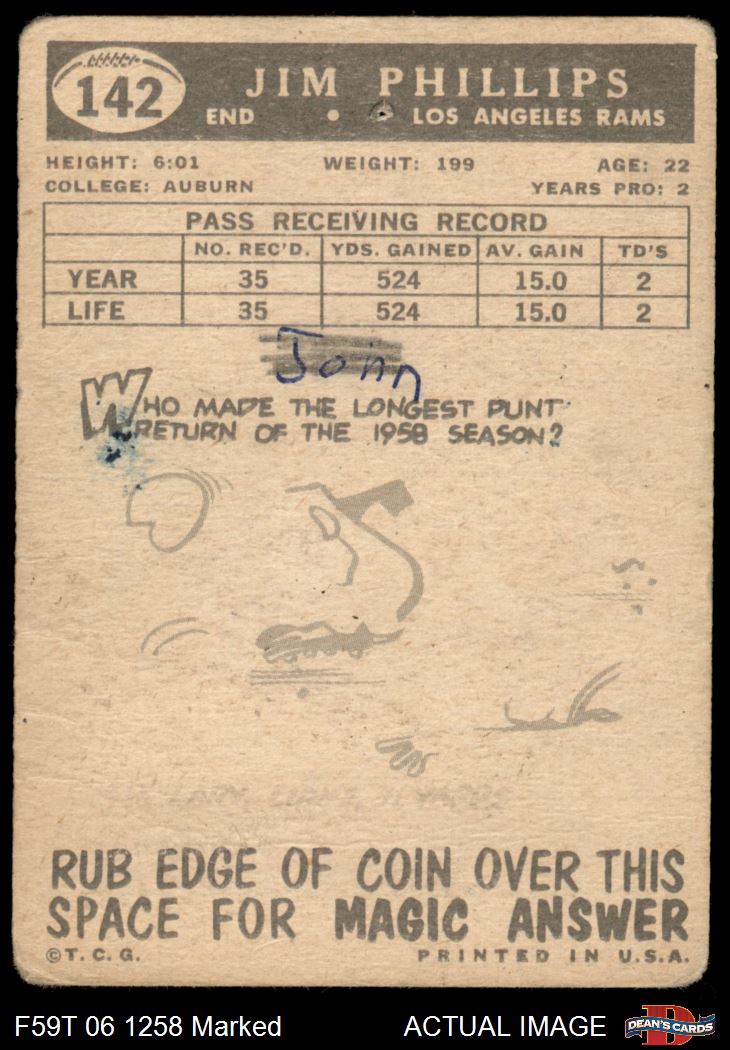 142
JIM PHILLIPS
END • LOS ANGELES RAMS
HEIGHT: 6:01 WEIGHT: 199 AGE: 22
COLLEGE: AUBURN YEARS PRO: 2
PASS RECEIVING RECORD
NO. REC'D. YDS. GAINED AV. GAIN TD'S
YEAR 35 524 15.0 2
LIFE 35 524 15.0 2
John
WHO MADE THE LONGEST PUNT
RETURN OF THE 1958 SEASON?
YARDS
RUB EDGE OF COIN OVER THIS
SPACE FOR MAGIC ANSWER
©T.C.G. PRINTED IN U.S.A.
F59T 06 1258 Marked ACTUAL IMAGE DEAN'S CARDS